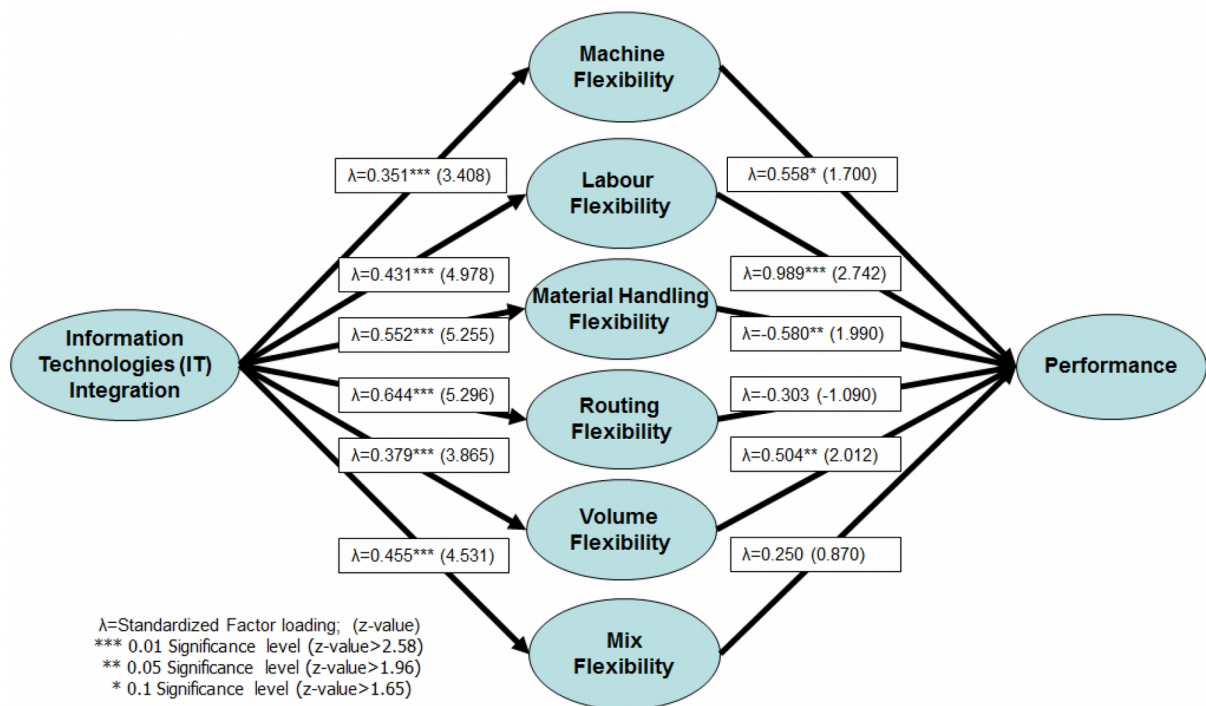 Machine
Flexibility
λ=0.351*** (3.408)
λ=0.558* (1.700)
Labour
Flexibility
λ=0.431*** (4.978)
λ=0.989*** (2.742)
Material Handling
Flexibility
λ=0.552*** (5.255)
λ=-0.580** (1.990)
Information
Technologies (IT)
Integration
Performance
λ=0.644*** (5.296)
λ=-0.303 (-1.090)
Routing
Flexibility
λ=0.379*** (3.865)
λ=0.504** (2.012)
Volume
Flexibility
λ=0.455*** (4.531)
λ=0.250 (0.870)
Mix
Flexibility
λ=Standardized Factor loading; (z-value)
*** 0.01 Significance level (z-value>2.58)
** 0.05 Significance level (z-value>1.96)
* 0.1 Significance level (z-value>1.65)